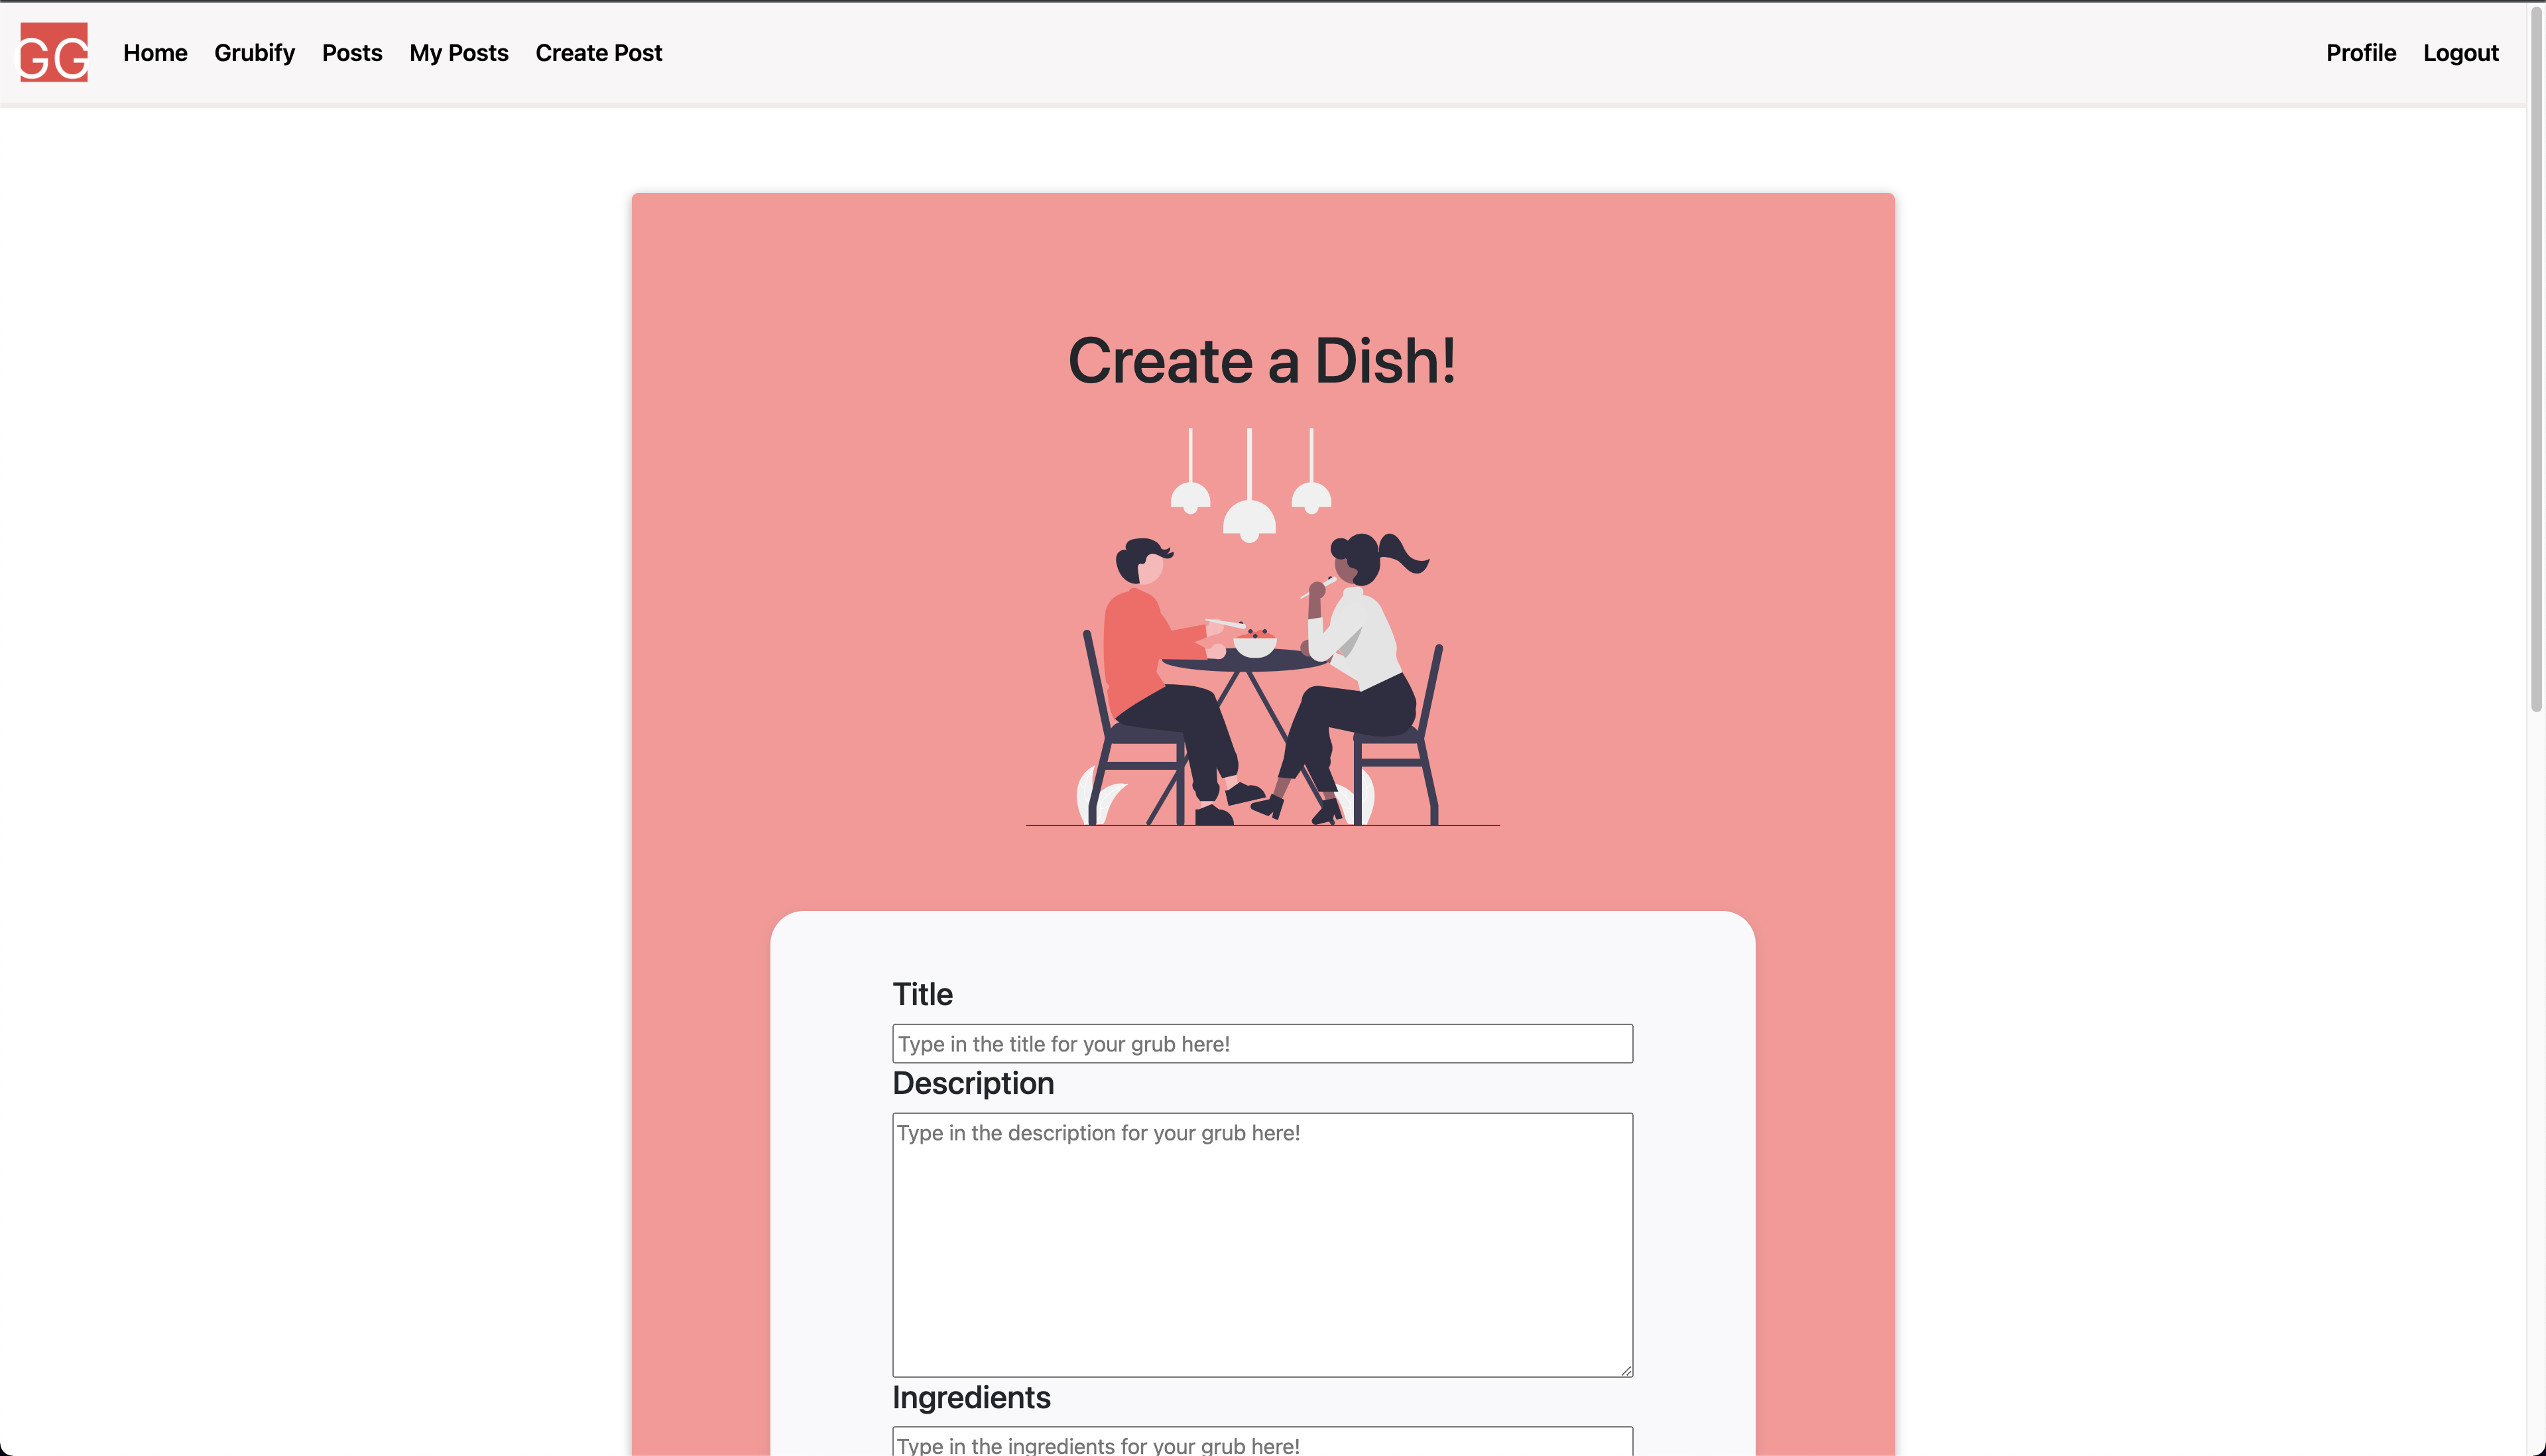 GG
Home Grubify Posts My Posts Create Post Profile Logout
Create a Dish!
Title
Type in the title for your grub here!
Description
Type in the description for your grub here!
Ingredients
Type in the ingredients for your grub here!